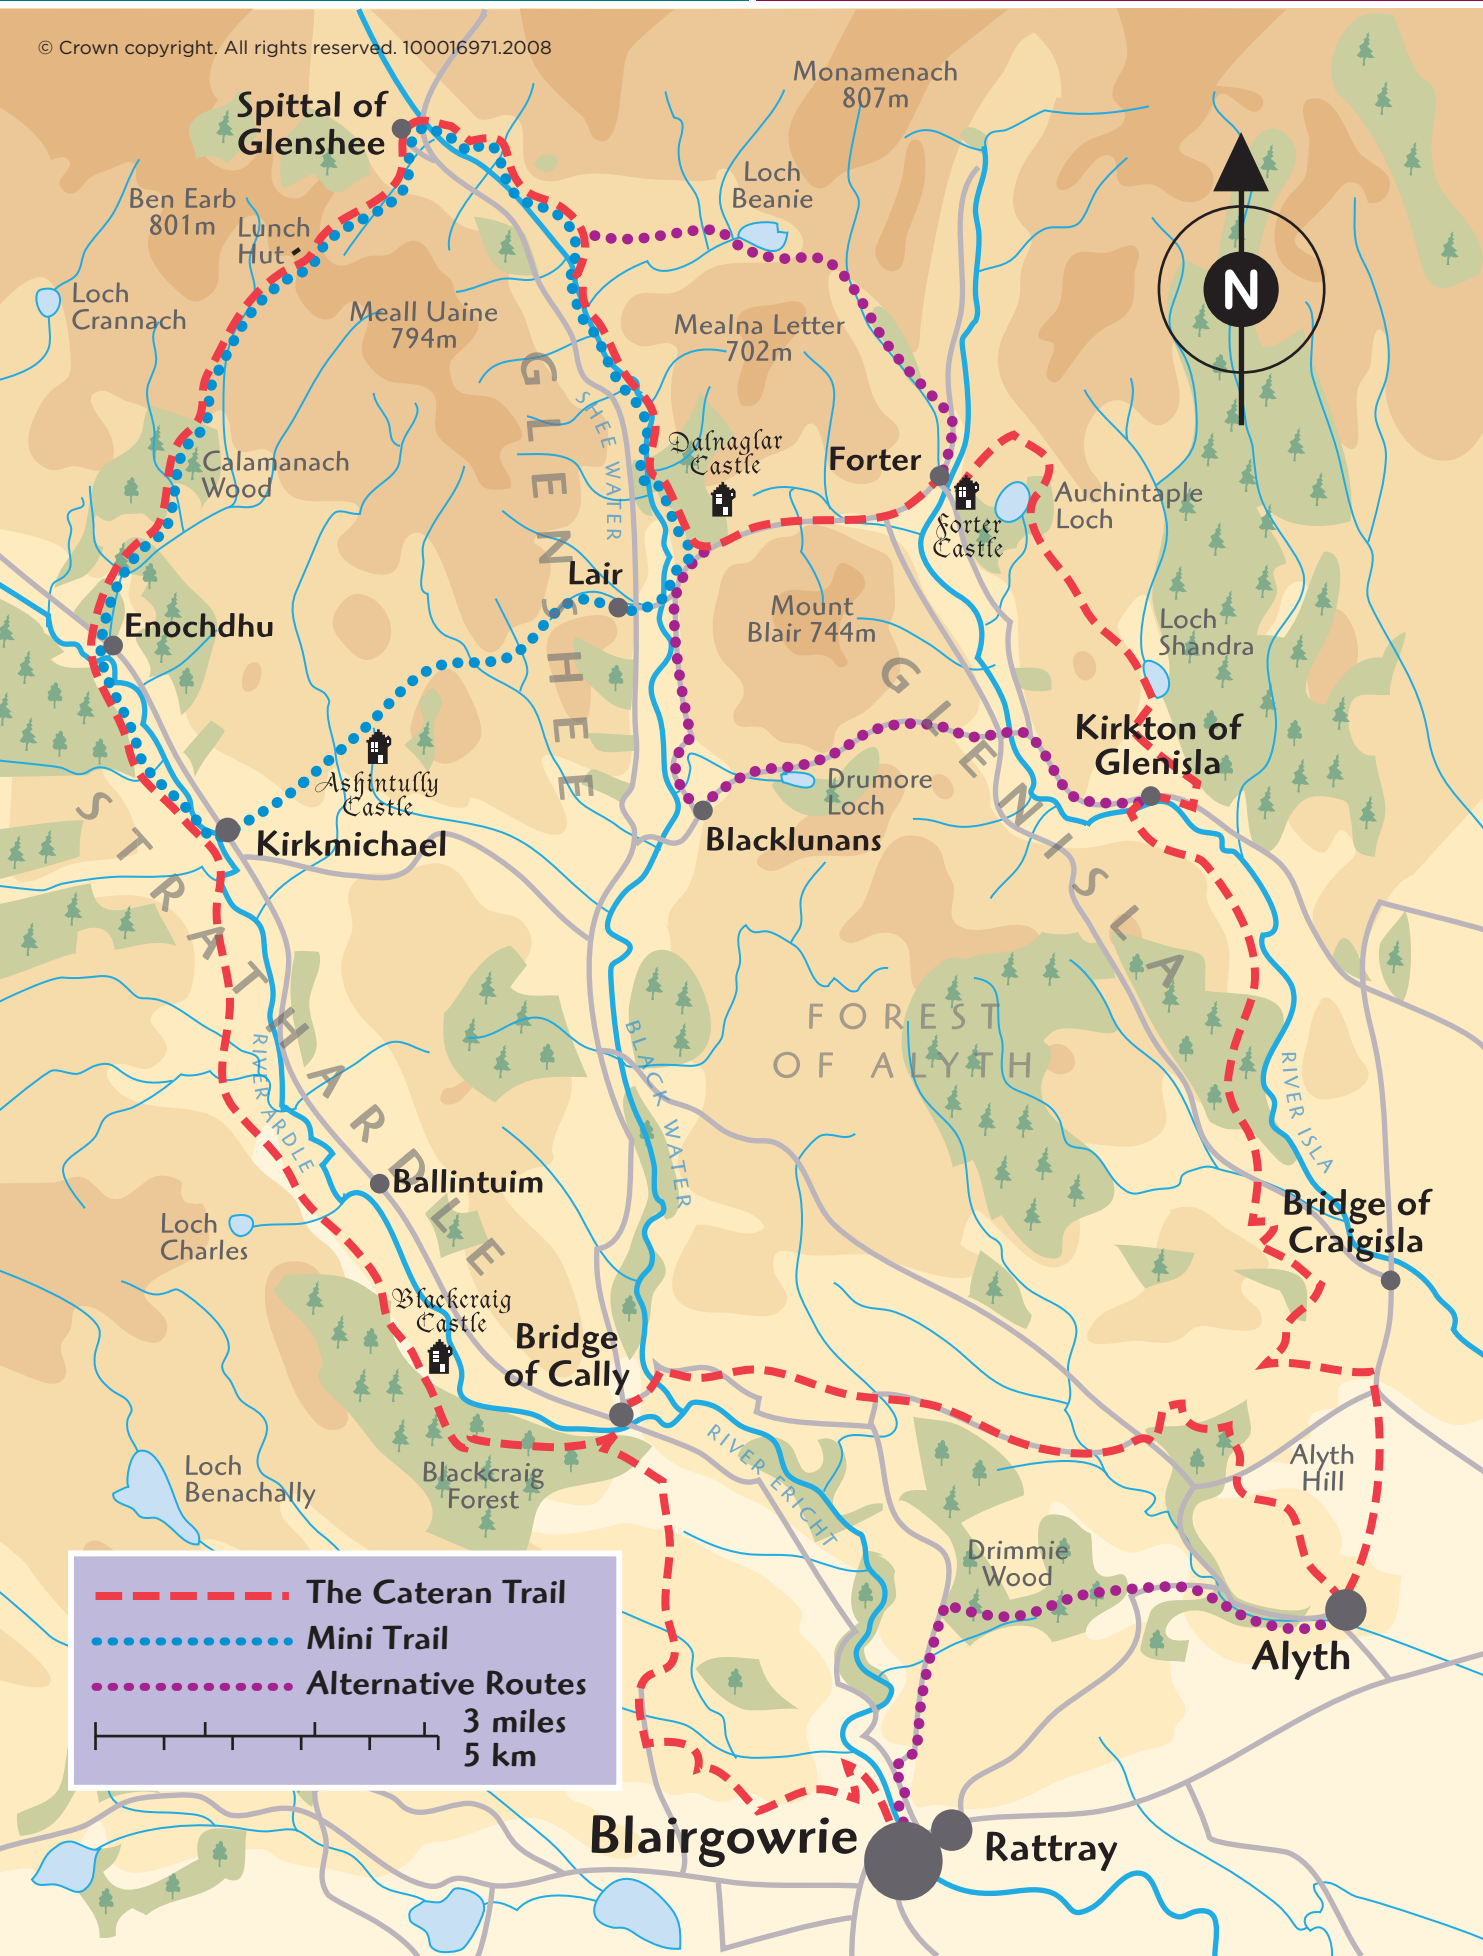 © Crown copyright. All rights reserved. 100016971.2008
Monamenach
807m
Spittal of
Glenshee
Loch
Beanie
Ben Earb
801m
Lunch
Hut
N
Loch
Crannach
Meall Uaine
794m
Mealna Letter
702m
GLENSHEE
SHEE WATER
Dalnaglar
Castle
Forter
Calamanach
Wood
Auchintaple
Loch
Forter
Castle
Lair
Enochdhu
Mount
Blair 744m
Loch
Shandra
GLENISLA
Kirkton of
Glenisla
Ashintully
Castle
Drumore
Loch
Kirkmichael
Blacklunans
STRATHARDLE
FOREST
OF ALYTH
BLACK WATER
RIVER ARDLE
RIVER ISLA
Ballintuim
Bridge of
Craigisla
Loch
Charles
Blackcraig
Castle
Bridge
of Cally
RIVER ERICHT
Alyth
Hill
Loch
Benachally
Blackcraig
Forest
Drimmie
Wood
The Cateran Trail
Mini Trail
Alternative Routes
3 miles
5 km
Alyth
Blairgowrie
Rattray